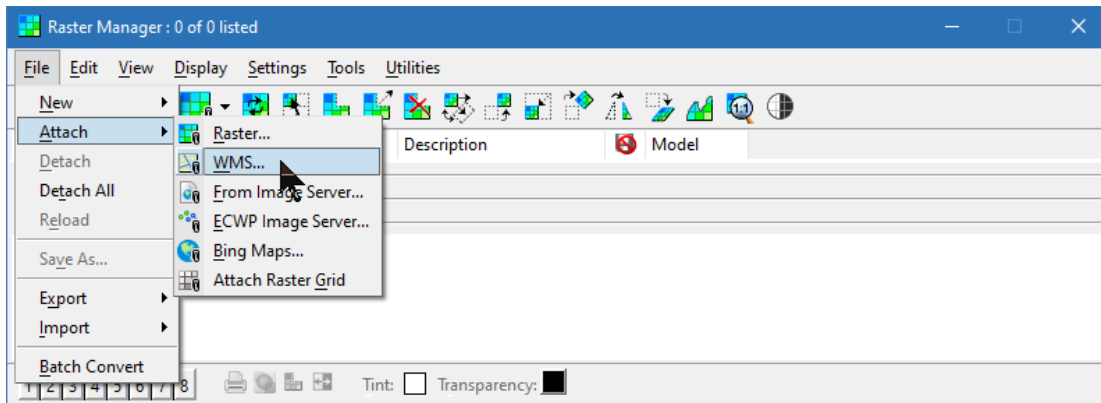 Raster Manager : 0 of 0 listed
File Edit View Display Settings Tools Utilities
New
Attach
Detach
Detach All
Reload
Save As...
Export
Import
Batch Convert
Raster...
WMS...
From Image Server...
ECWP Image Server...
Bing Maps...
Attach Raster Grid
1:1
Description Model
1 2 3 4 5 6 7 8 Tint: Transparency: